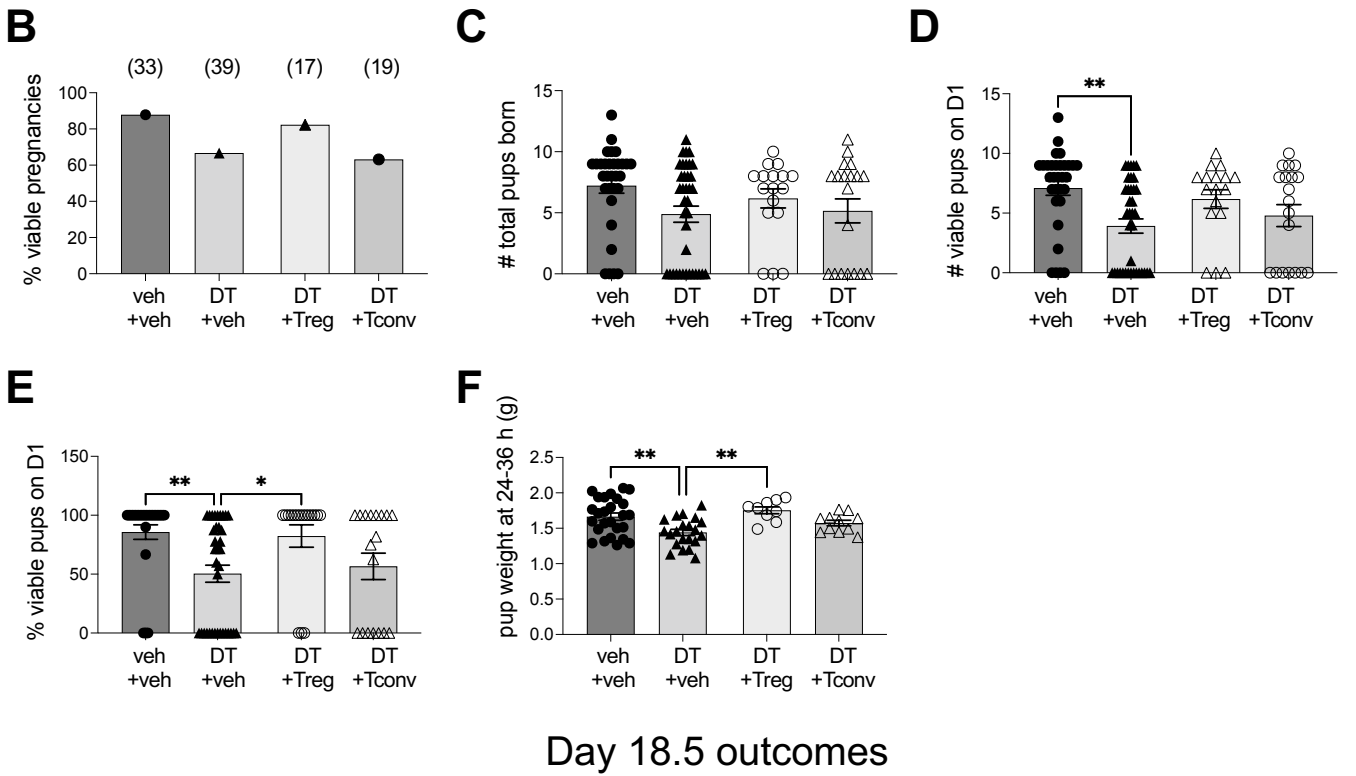 B
(33) (39) (17) (19)
% viable pregnancies
100
80
60
40
20
0
veh DT DT DT
+veh +veh +Treg +Tconv
C
# total pups born
15
10
5
0
veh DT DT DT
+veh +veh +Treg +Tconv
D
# viable pups on D1
**
15
10
5
0
veh DT DT DT
+veh +veh +Treg +Tconv
E
% viable pups on D1
150
** *
100
50
0
veh DT DT DT
+veh +veh +Treg +Tconv
F
pup weight at 24-36 h (g)
** **
2.5
2.0
1.5
1.0
0.5
0.0
veh DT DT DT
+veh +veh +Treg +Tconv
Day 18.5 outcomes